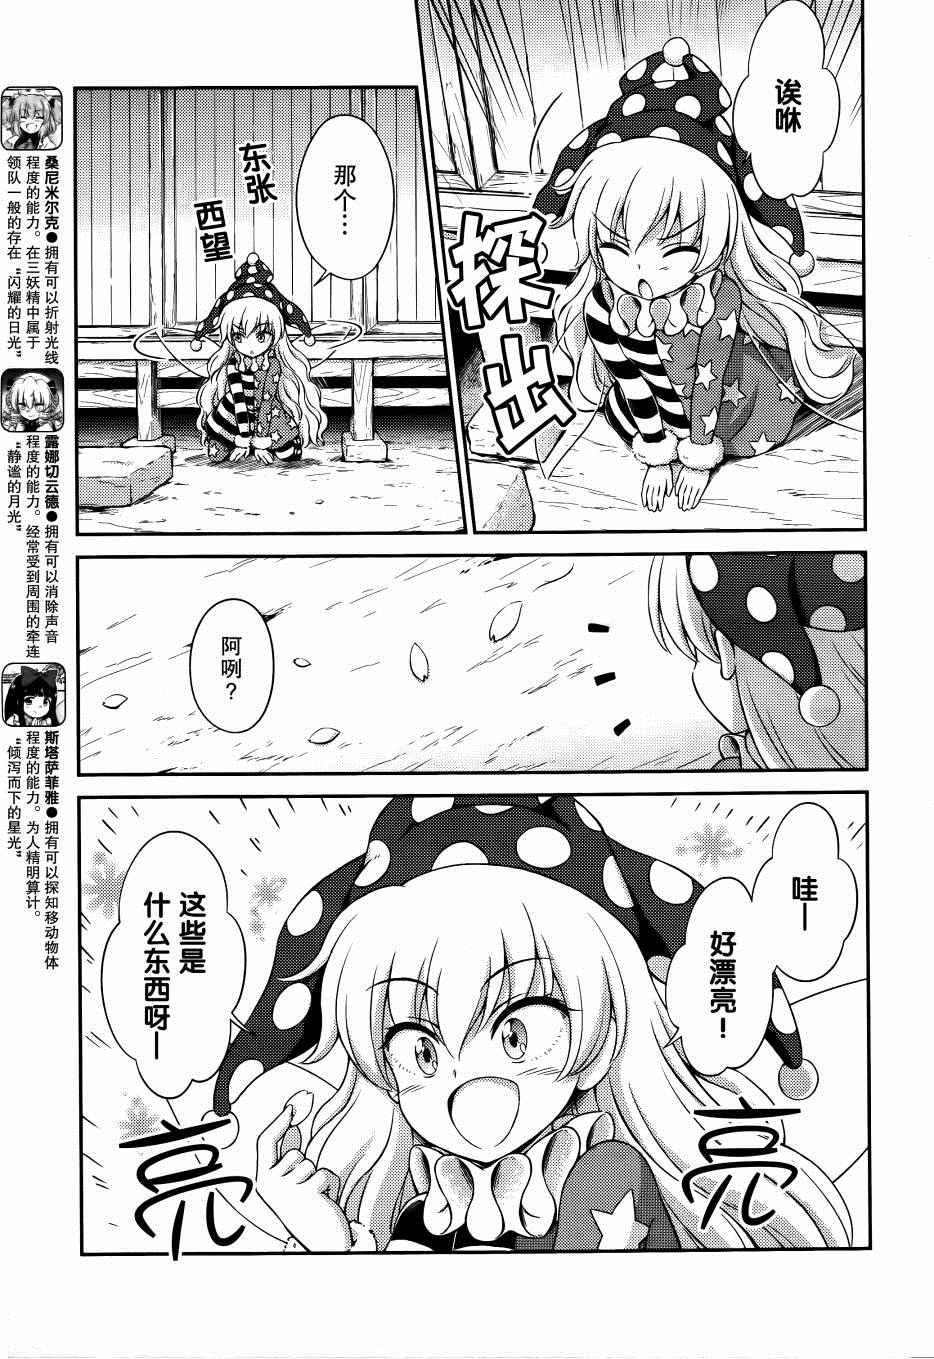 诶咻
探出
那个…
东张
西望
阿咧？
哇—
好漂亮！
这些是
什么东西呀—
亮
亮
桑尼米尔克●拥有可以折射光线
程度的能力。在三妖精中属于
领队一般的存在“闪耀的日光”
露娜切云德●拥有可以消除声音
程度的能力。经常受到周围的牵连
“静谧的月光”
斯塔萨菲雅●拥有可以探知移动物体
程度的能力。为人精明算计。
“倾泻而下的星光”